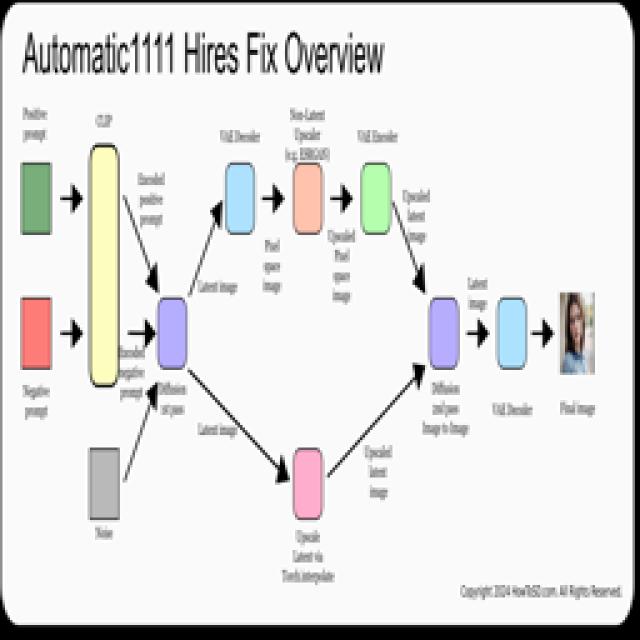 Automatic1111 Hires Fix Overview
Positive
prompt
CLIP
Encoded
positive
prompt
VAE Decoder
Non-Latent
Upscaler
(e.g. ESRGAN)
VAE Encoder
Upscaled
latent
image
Latent image
Pixel
space
image
Upscaled
Pixel
space
image
Latent
image
Encoded
negative
prompt
Negative
prompt
Diffusion
1st pass
Latent image
Diffusion
2nd pass
Image to Image
VAE Decoder
Final image
Upscaled
latent
image
Noise
Upscale
Latent via
Torch.interpolate
Copyright 2024 HowToSD.com. All Rights Reserved.